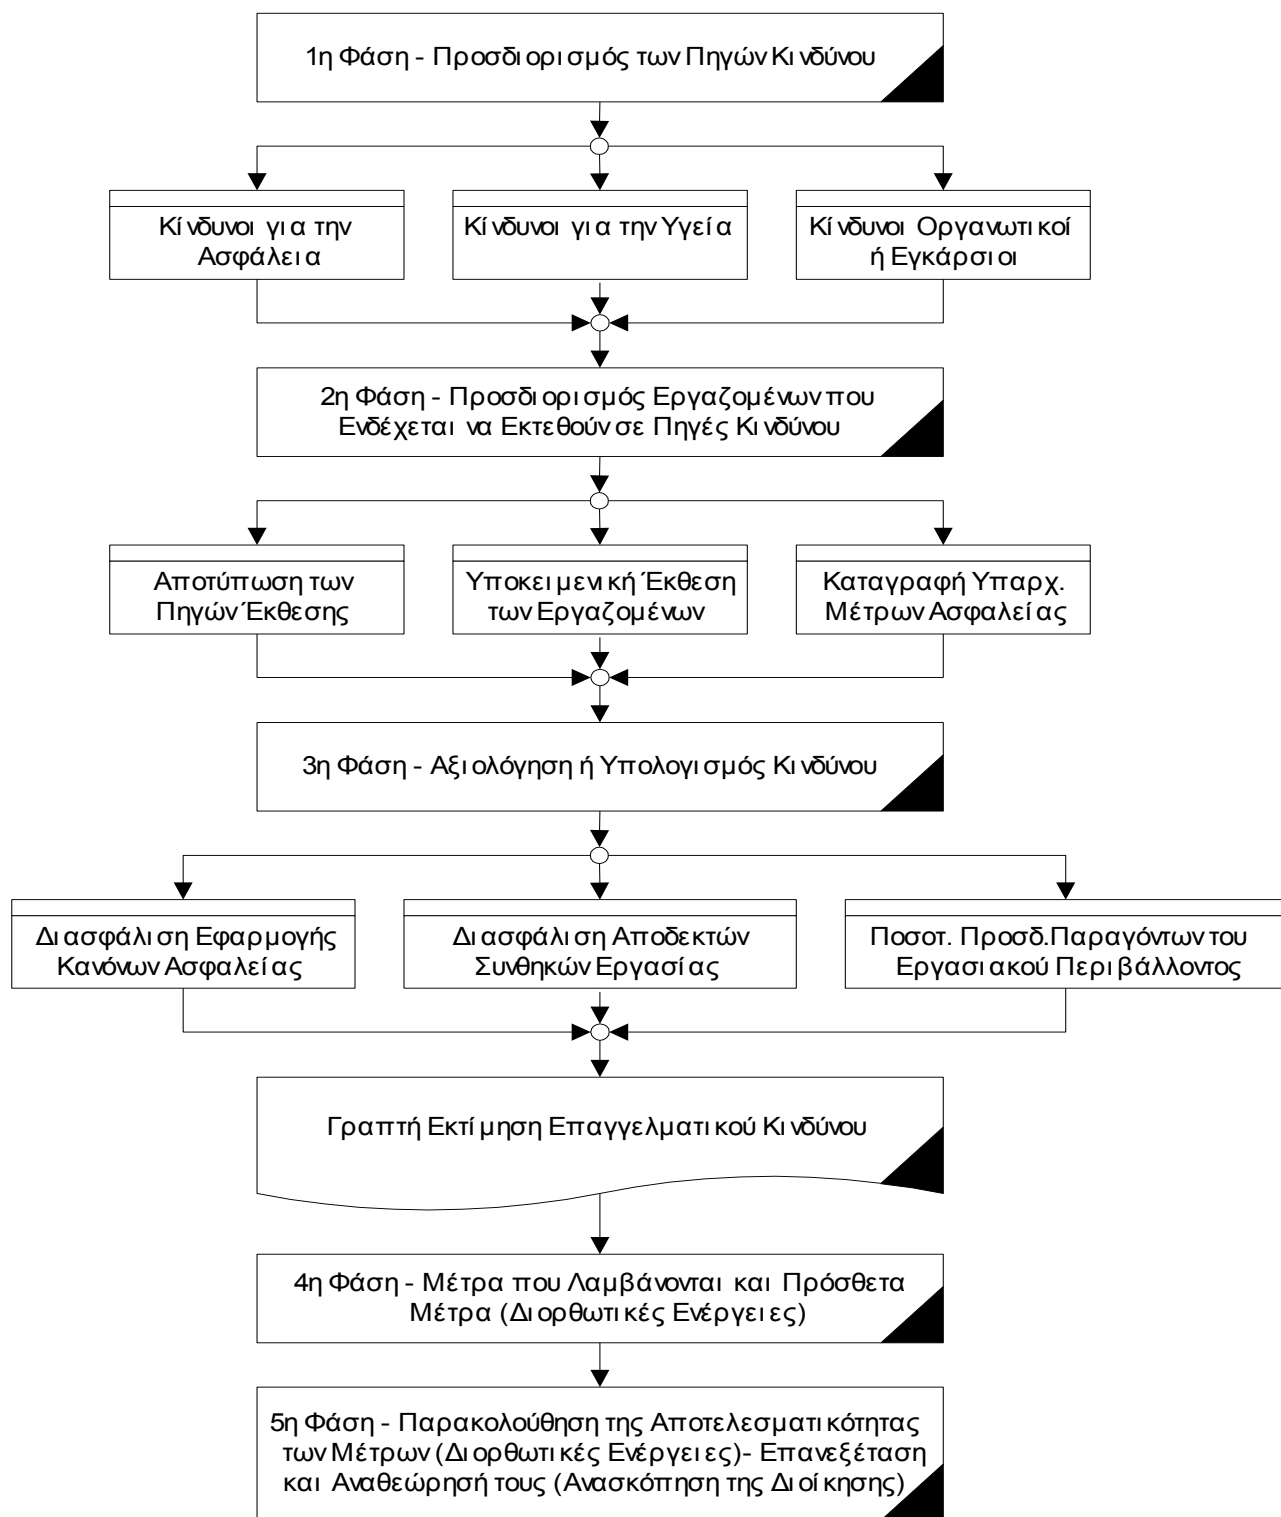 1η Φάση - Προσδιορισμός των Πηγών Κινδύνου
Κίνδυνοι για την
Ασφάλεια
Κίνδυνοι για την Υγεία
Κίνδυνοι Οργανωτικοί
ή Εγκάρσιοι
2η Φάση - Προσδιορισμός Εργαζομένων που
Ενδέχεται να Εκτεθούν σε Πηγές Κινδύνου
Αποτύπωση των
Πηγών Έκθεσης
Υποκειμενική Έκθεση
των Εργαζομένων
Καταγραφή Υπαρχ.
Μέτρων Ασφαλείας
3η Φάση - Αξιολόγηση ή Υπολογισμός Κινδύνου
Διασφάλιση Εφαρμογής
Κανόνων Ασφαλείας
Διασφάλιση Αποδεκτών
Συνθηκών Εργασίας
Ποσοτ. Προσδ.Παραγόντων του
Εργασιακού Περιβάλλοντος
Γραπτή Εκτίμηση Επαγγελματικού Κινδύνου
4η Φάση - Μέτρα που Λαμβάνονται και Πρόσθετα
Μέτρα (Διορθωτικές Ενέργειες)
5η Φάση - Παρακολούθηση της Αποτελεσματικότητας
των Μέτρων (Διορθωτικές Ενέργειες)- Επανεξέταση
και Αναθεώρησή τους (Ανασκόπηση της Διοίκησης)